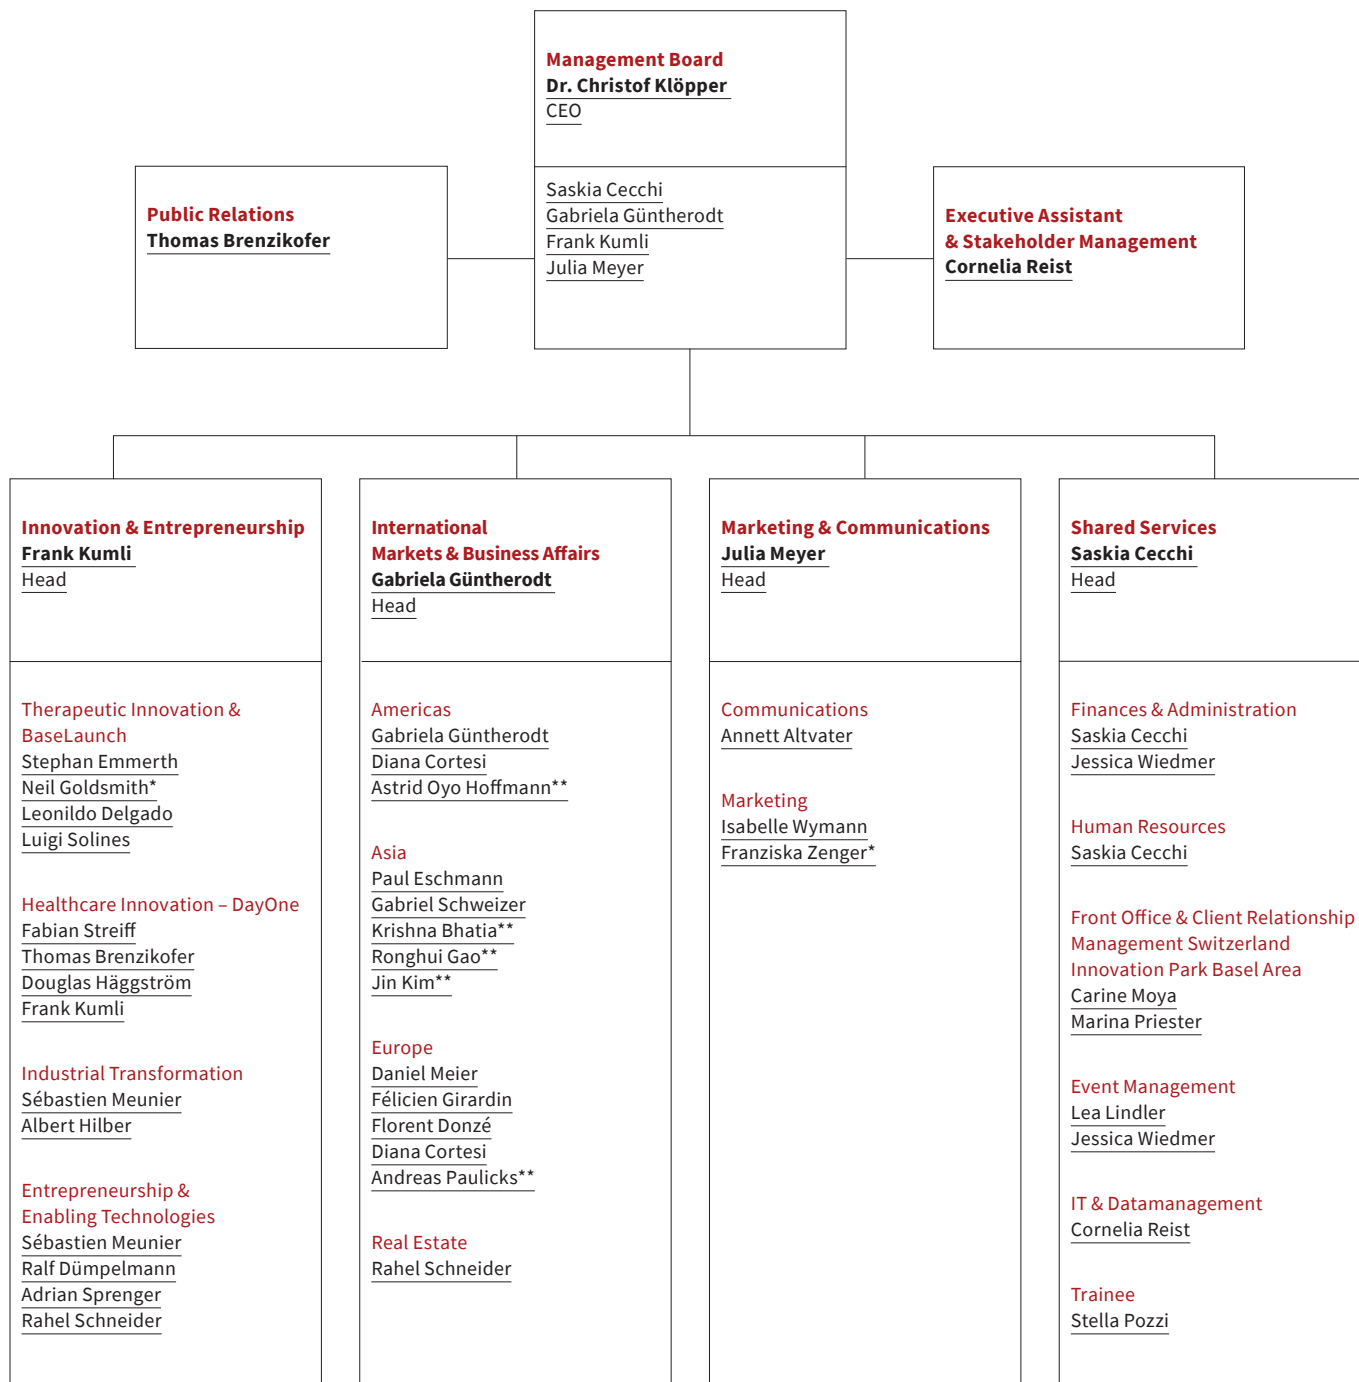 Management Board
Dr. Christof Klöpper
CEO
Saskia Cecchi
Gabriela Güntherodt
Frank Kumli
Julia Meyer
Public Relations
Thomas Brenzikofer
Executive Assistant
& Stakeholder Management
Cornelia Reist
Innovation & Entrepreneurship
Frank Kumli
Head
Therapeutic Innovation &
BaseLaunch
Stephan Emmerth
Neil Goldsmith*
Leonildo Delgado
Luigi Solines
Healthcare Innovation – DayOne
Fabian Streiff
Thomas Brenzikofer
Douglas Häggström
Frank Kumli
Industrial Transformation
Sébastien Meunier
Albert Hilber
Entrepreneurship &
Enabling Technologies
Sébastien Meunier
Ralf Dümpelmann
Adrian Sprenger
Rahel Schneider
International
Markets & Business Affairs
Gabriela Güntherodt
Head
Americas
Gabriela Güntherodt
Diana Cortesi
Astrid Oyo Hoffmann**
Asia
Paul Eschmann
Gabriel Schweizer
Krishna Bhatia**
Ronghui Gao**
Jin Kim**
Europe
Daniel Meier
Félicien Girardin
Florent Donzé
Diana Cortesi
Andreas Paulicks**
Real Estate
Rahel Schneider
Marketing & Communications
Julia Meyer
Head
Communications
Annett Altvater
Marketing
Isabelle Wymann
Franziska Zenger*
Shared Services
Saskia Cecchi
Head
Finances & Administration
Saskia Cecchi
Jessica Wiedmer
Human Resources
Saskia Cecchi
Front Office & Client Relationship
Management Switzerland
Innovation Park Basel Area
Carine Moya
Marina Priester
Event Management
Lea Lindler
Jessica Wiedmer
IT & Datamanagement
Cornelia Reist
Trainee
Stella Pozzi